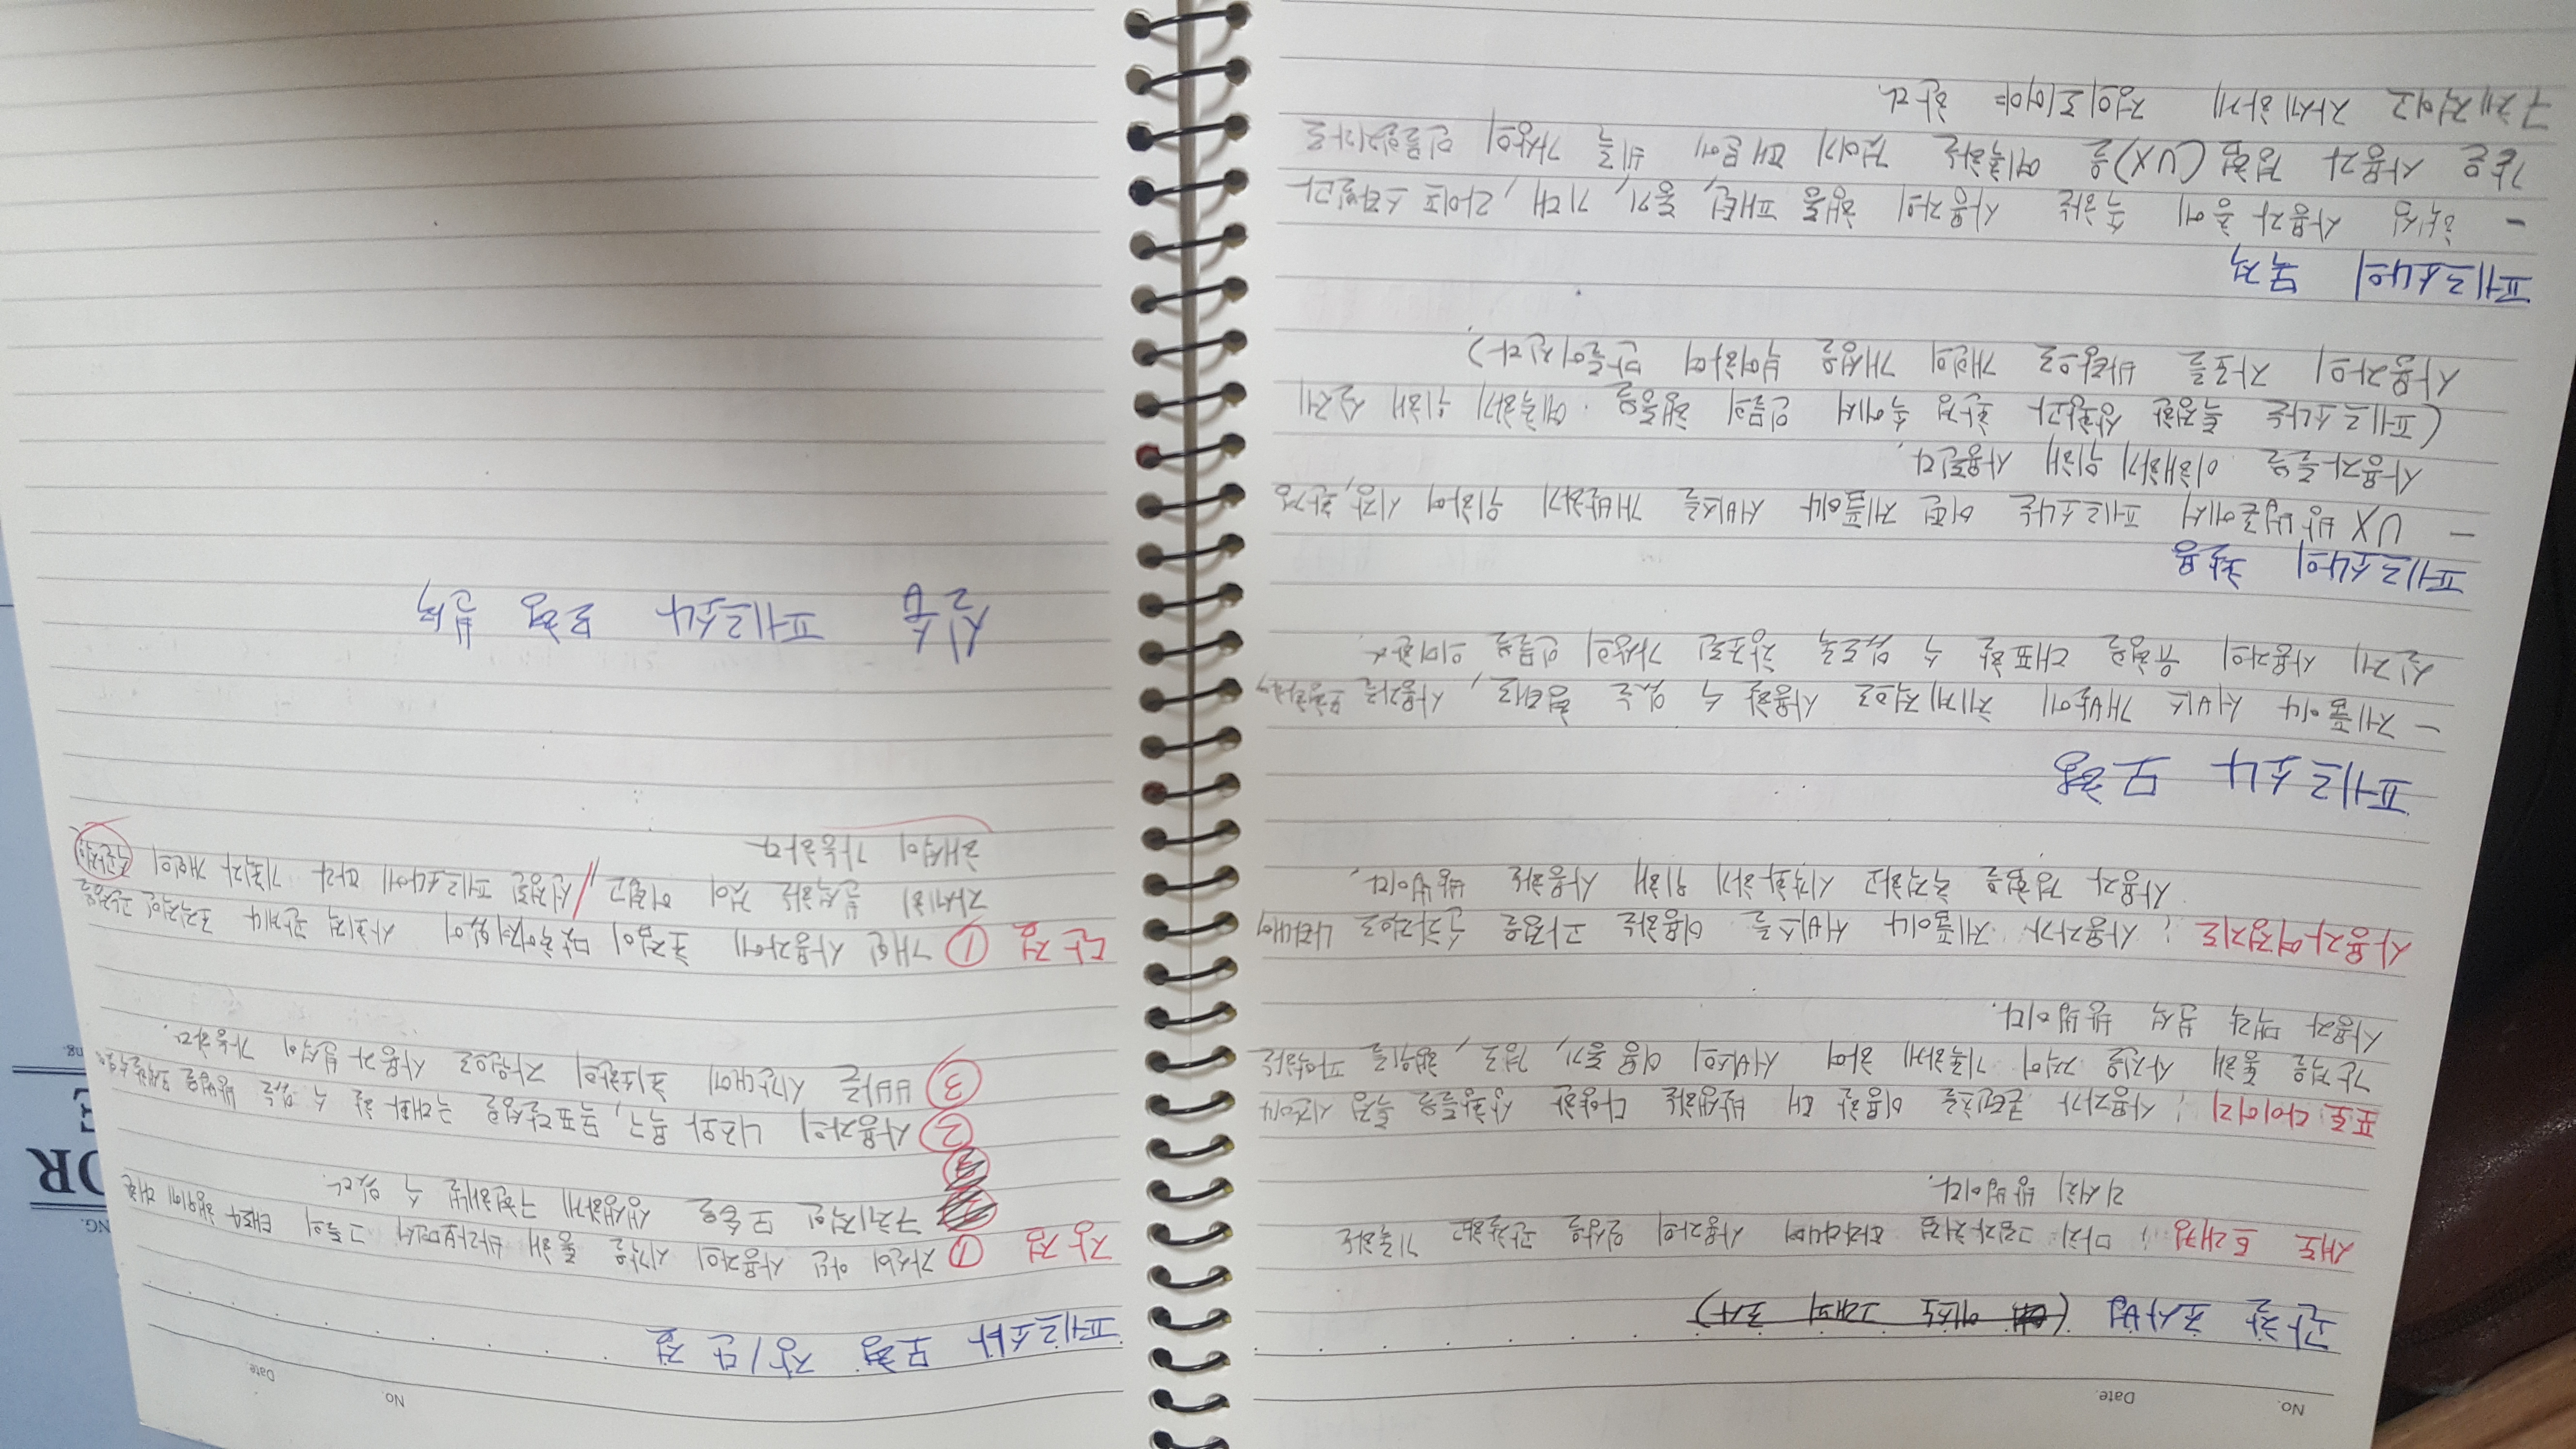 No.
Date.
관찰 조사법 ( 에스노 그래피 조사)
섀도 트래킹 : 마치 그림자처럼 따라다니며 사용자의 일상을 관찰하고 기록하는
리서치 방법이다.
포토 다이어리 : 사용자가 콘텐츠를 이용할 때 발생하는 다양한 상황들을 특정 시간이나
간격을 통해 사진을 찍어 기록하게 하여 서비스의 이용 동기, 경로, 행위를 파악하는
사용자 맥락 분석 방법이다.
사용자여정지도 : 사용자가 제품이나 서비스를 이용하는 과정을 순차적으로 나타내어
사용자 경험을 추적하고 시각화하기 위해 사용하는 방법이다.
페르소나 모형
- 제품이나 서비스 개발에 체계적으로 사용할 수 있는 형태로, 사용자를 모형화하여
실제 사용자의 유형을 대표할 수 있도록 창조된 가상의 인물을 의미한다.
페르소나의 활용
- UX 방법론에서 페르소나는 어떤 제품이나 서비스를 개발하기 위하여 시장, 환경
사용자들을 이해하기 위해 사용된다.
(페르소나는 특정한 상황과 환경 속에서 인물의 행동을 예측하기 위해 실제
사용자의 자료를 바탕으로 개인의 개성을 부여하며 만들어진다).
페르소나의 목적
- 핵심 사용자 층에 속하는 사용자의 행동 패턴, 동기, 기대, 라이프 스타일과
같은 사용자 경험(UX)을 예측하는 것이기 때문에 비록 가상의 인물일지라도
구체적이고 자세하게 정의되어야 한다.
No.
Date.
페르소나 모형 장/단점
장점 ① 자신이 아닌 사용자의 시각을 통해 바라보면서 그들의 태도나 행위에 대한
구체적인 모습을 생생하게 구현해낼 수 있다.
② 사용자의 니즈와 욕구, 목표달성을 극대화 할 수 있는 방법을 모색할 수 있음
③ 빠른 시간대에 최소한의 자원으로 사용자 분석이 가능하다.
단점 ① 개인 사용자에 초점이 맞추어져있어 사회적 관계나 조직적인 관점을
자세히 분석하는 것이 어렵고, 선정된 페르소나에 따라 기획자 개인의 주관적인
해석이 가능하다
실습 페르소나 모형 분석
NG.
OR
E
ng.